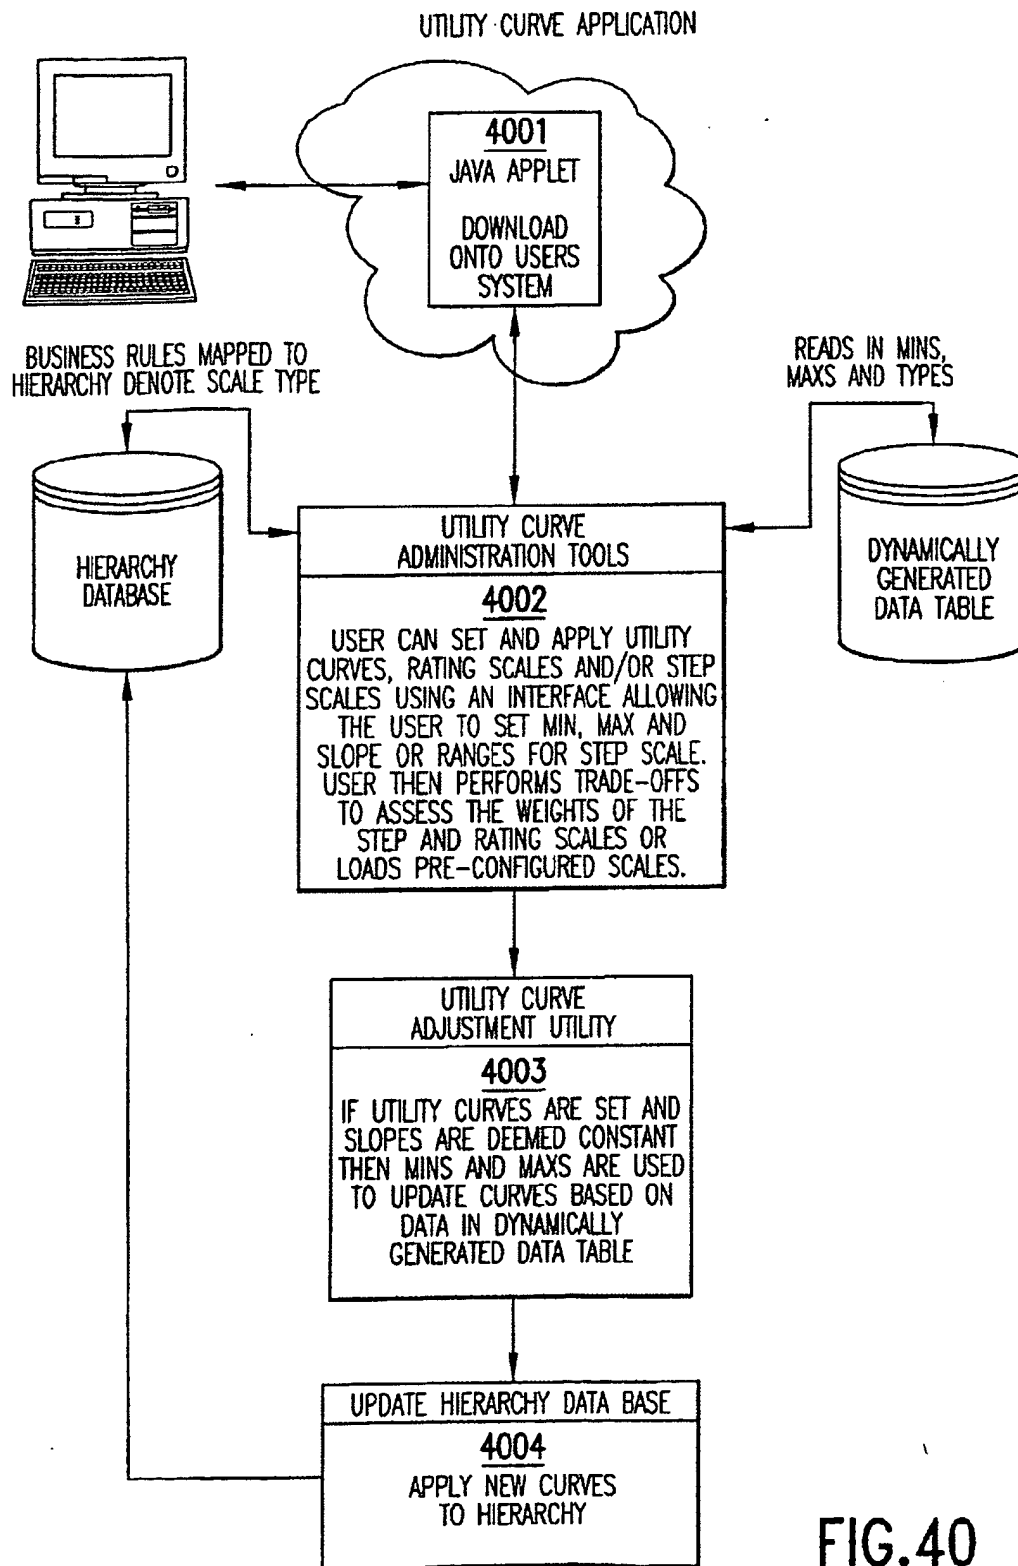 UTILITY CURVE APPLICATION
4001
JAVA APPLET
DOWNLOAD
ONTO USERS
SYSTEM
BUSINESS RULES MAPPED TO
HIERARCHY DENOTE SCALE TYPE
READS IN MINS,
MAXS AND TYPES
HIERARCHY
DATABASE
UTILITY CURVE
ADMINISTRATION TOOLS
4002
USER CAN SET AND APPLY UTILITY
CURVES, RATING SCALES AND/OR STEP
SCALES USING AN INTERFACE ALLOWING
THE USER TO SET MIN, MAX AND
SLOPE OR RANGES FOR STEP SCALE.
USER THEN PERFORMS TRADE-OFFS
TO ASSESS THE WEIGHTS OF THE
STEP AND RATING SCALES OR
LOADS PRE-CONFIGURED SCALES.
DYNAMICALLY
GENERATED
DATA TABLE
UTILITY CURVE
ADJUSTMENT UTILITY
4003
IF UTILITY CURVES ARE SET AND
SLOPES ARE DEEMED CONSTANT
THEN MINS AND MAXS ARE USED
TO UPDATE CURVES BASED ON
DATA IN DYNAMICALLY
GENERATED DATA TABLE
UPDATE HIERARCHY DATA BASE
4004
APPLY NEW CURVES
TO HIERARCHY
FIG.40